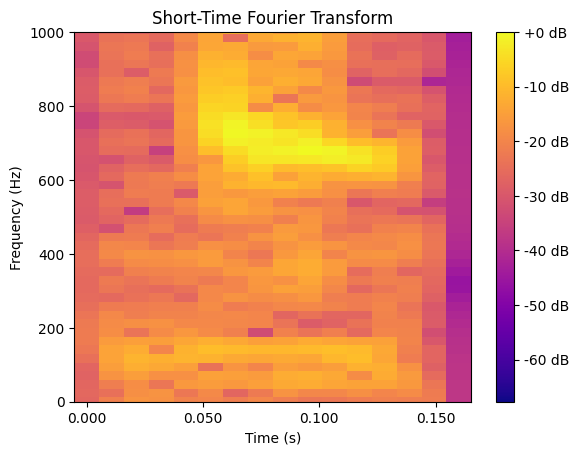 Short-Time Fourier Transform
1000
800
600
400
200
0
Frequency (Hz)
0.000
0.050
0.100
0.150
Time (s)
+0 dB
-10 dB
-20 dB
-30 dB
-40 dB
-50 dB
-60 dB